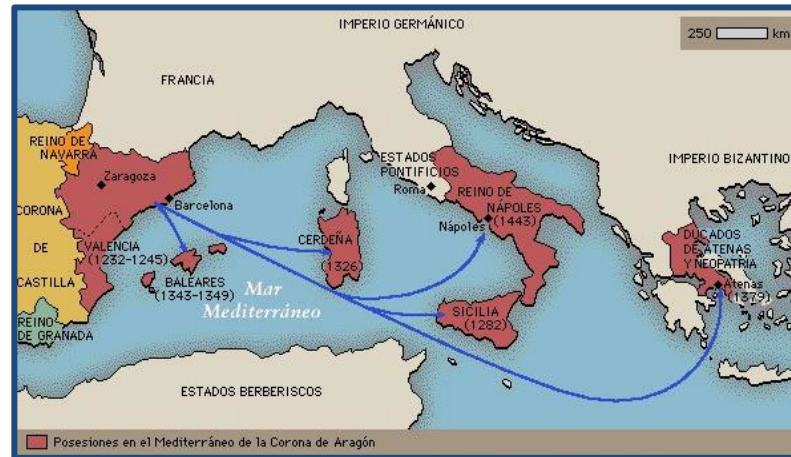 IMPERIO GERMÁNICO
250 km
FRANCIA
REINO DE
NAVARRA
Zaragoza
Barcelona
CORONA
DE
CASTILLA
VALENCIA
(1232-1245)
BALEARES
(1343-1349)
REINO
DE GRANADA
Mar
Mediterráneo
CERDEÑA
(1326)
ESTADOS
PONTIFICIOS
Roma
REINO DE
NÁPOLES
(1443)
Nápoles
SICILIA
(1282)
IMPERIO BIZANTINO
DUCADOS
DE ATENAS
Y NEOPATRIA
Atenas
(1379)
ESTADOS BERBERISCOS
Posesiones en el Mediterráneo de la Corona de Aragón